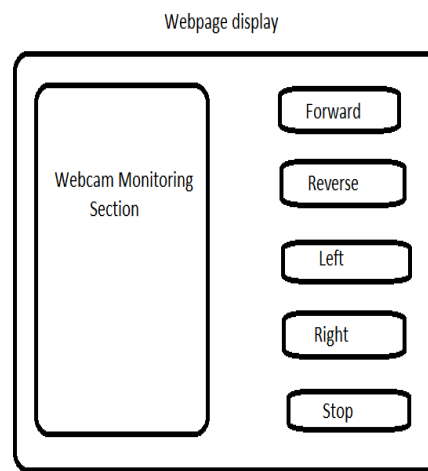 Webpage display
Webcam Monitoring
Section
Forward
Reverse
Left
Right
Stop